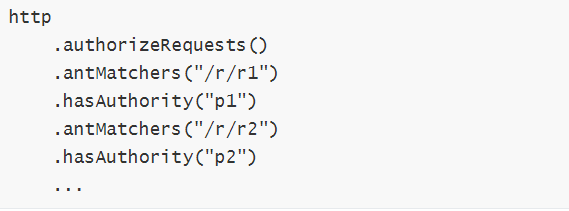 http
.authorizeRequests()
.antMatchers("/r/r1")
.hasAuthority("p1")
.antMatchers("/r/r2")
.hasAuthority("p2")
...